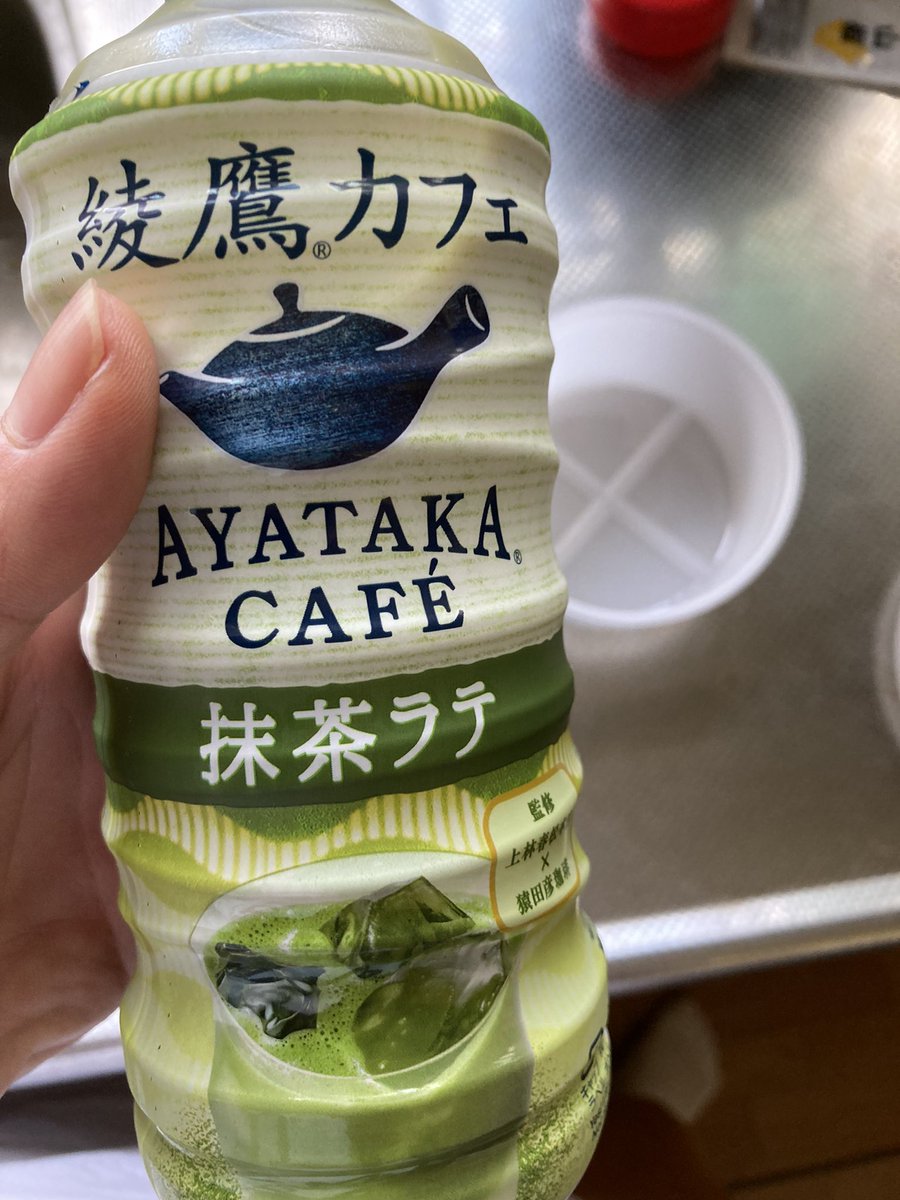 綾鷹®カフェ
AYATAKA®
CAFÉ
抹茶ラテ
監修
上林春松本店
×
猿田彦珈琲